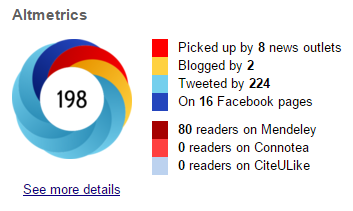 Altmetrics
198
Picked up by 8 news outlets
Blogged by 2
Tweeted by 224
On 16 Facebook pages
80 readers on Mendeley
0 readers on Connotea
0 readers on CiteULike
See more details